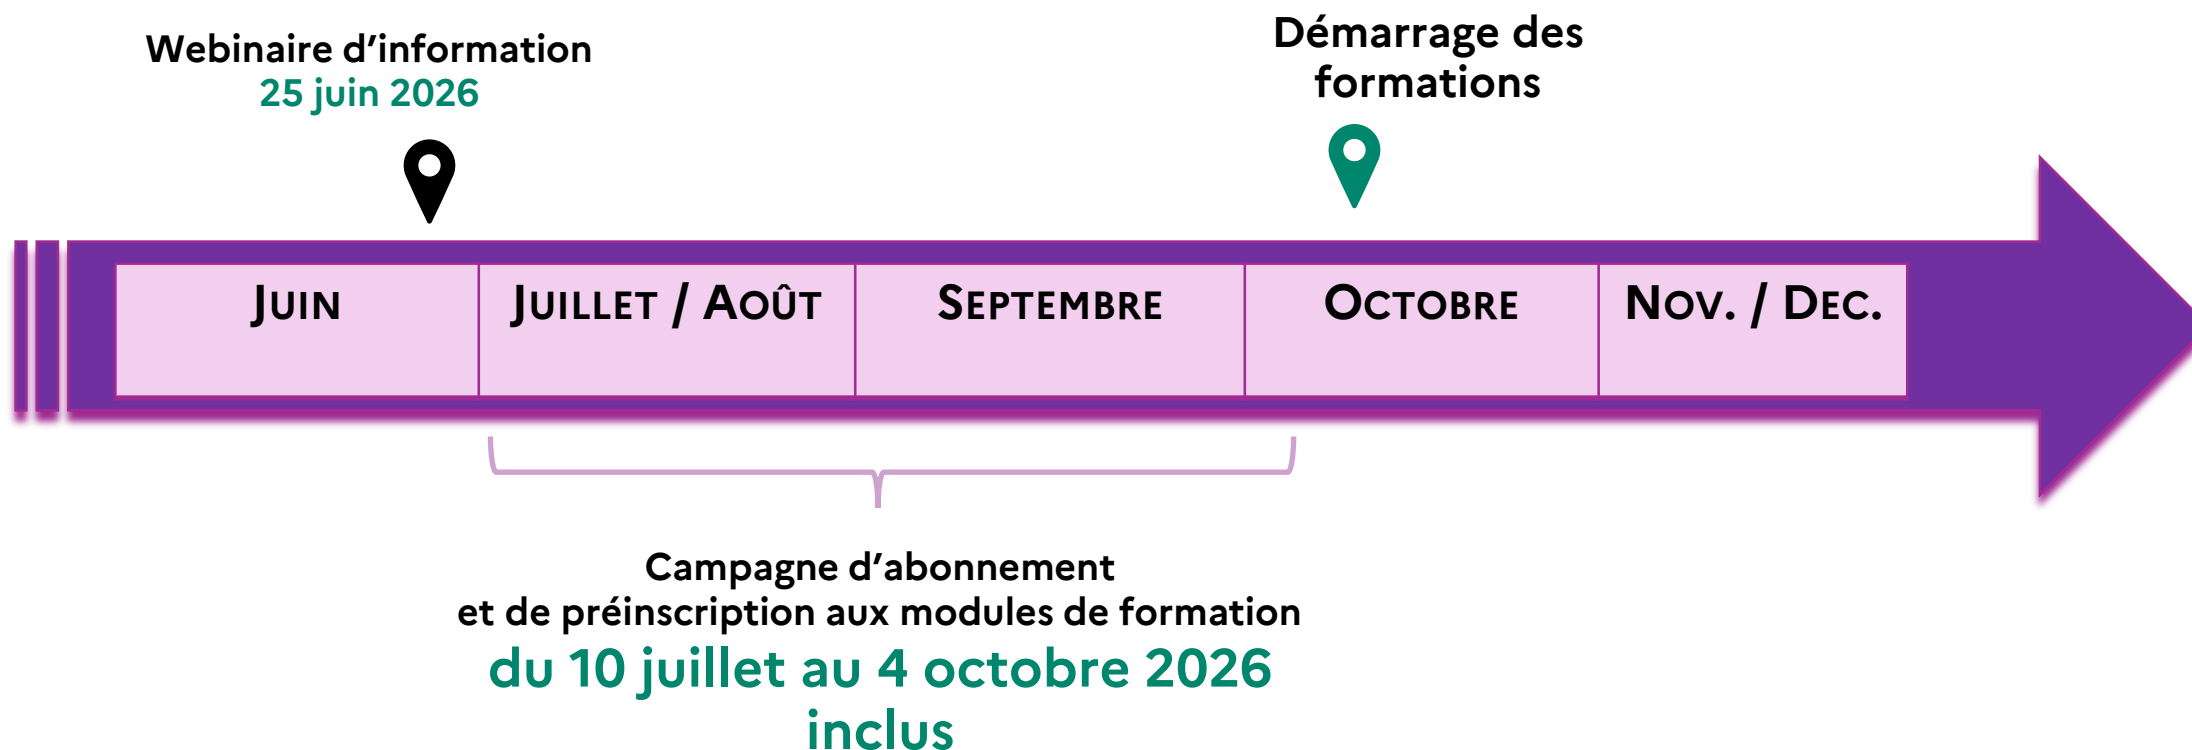 Webinaire d'information
25 juin 2026
Démarrage des
formations
JUIN
JUILLET / AOÛT
SEPTEMBRE
OCTOBRE
NOV. / DEC.
Campagne d'abonnement
et de préinscription aux modules de formation
du 10 juillet au 4 octobre 2026
inclus